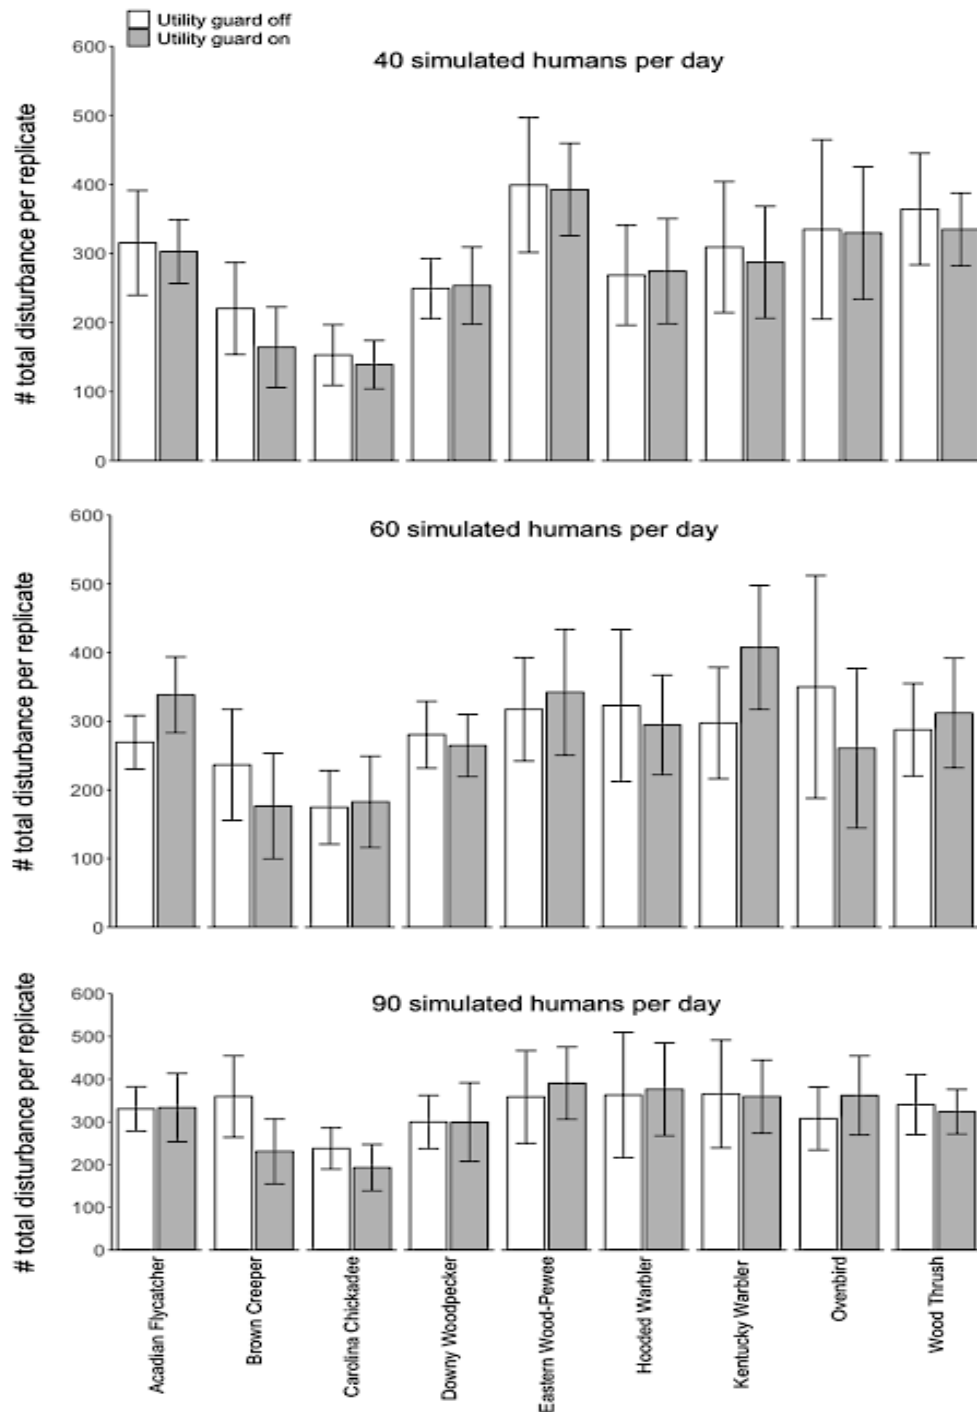 Utility guard off
Utility guard on
40 simulated humans per day
# total disturbance per replicate
600
500
400
300
200
100
0
60 simulated humans per day
# total disturbance per replicate
600
500
400
300
200
100
0
90 simulated humans per day
# total disturbance per replicate
600
500
400
300
200
100
0
Acadian Flycatcher
Brown Creeper
Carolina Chickadee
Downy Woodpecker
Eastern Wood-Pewee
Hooded Warbler
Kentucky Warbler
Ovenbird
Wood Thrush